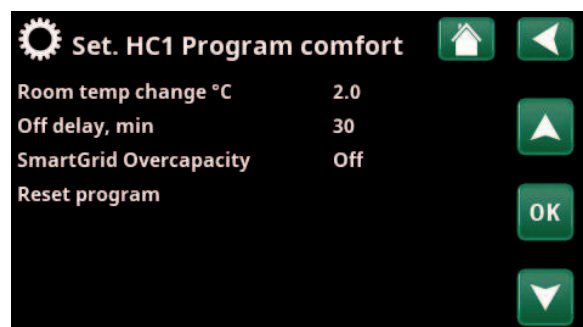 Set. HC1 Program comfort
Room temp change °C 2.0
Off delay, min 30
SmartGrid Overcapacity Off
Reset program
OK